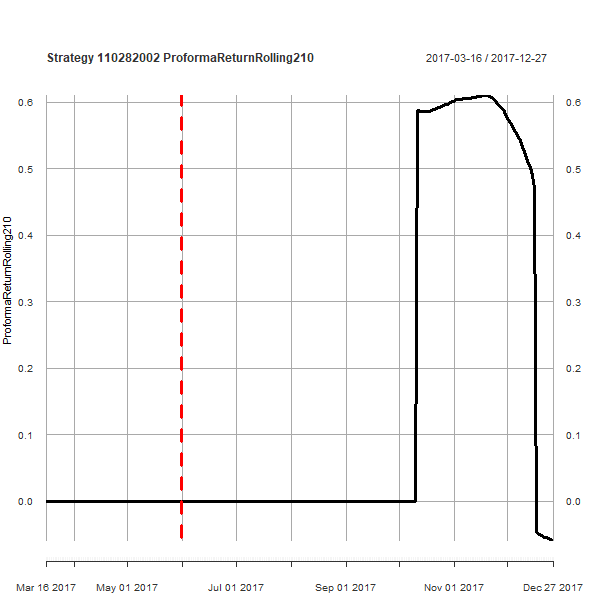 Strategy 110282002 ProformaReturnRolling210
2017-03-16 / 2017-12-27
ProformaReturnRolling210
0.6
0.5
0.4
0.3
0.2
0.1
0.0
0.6
0.5
0.4
0.3
0.2
0.1
0.0
Mar 16 2017
May 01 2017
Jul 01 2017
Sep 01 2017
Nov 01 2017
Dec 27 2017